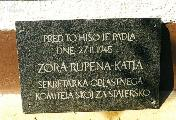 PRED TO HIŠO JE PADLA
DNE, 27.II.1945
ZORA RUPENA-KATJA
SEKRETARKA OBLASTNEGA
KOMITEJA SKOJ ZA ŠTAJERSKO